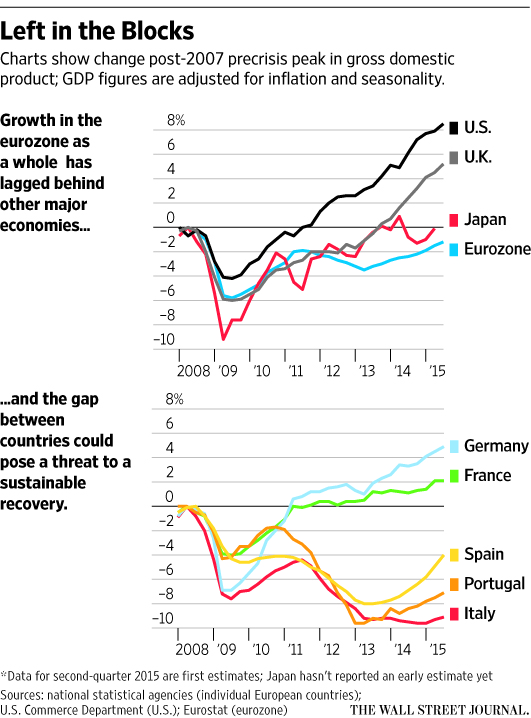 Left in the Blocks
Charts show change post-2007 precrisis peak in gross domestic
product; GDP figures are adjusted for inflation and seasonality.
Growth in the
eurozone as
a whole has
lagged behind
other major
economies...
8%
6
4
2
0
–2
–4
–6
–8
–10
U.S.
U.K.
Japan
Eurozone
2008 ’09 ’10 ’11 ’12 ’13 ’14 ’15
...and the gap
between
countries could
pose a threat to a
sustainable
recovery.
8%
6
4
2
0
–2
–4
–6
–8
–10
Germany
France
Spain
Portugal
Italy
2008 ’09 ’10 ’11 ’12 ’13 ’14 ’15
*Data for second-quarter 2015 are first estimates; Japan hasn’t reported an early estimate yet
Sources: national statistical agencies (individual European countries);
U.S. Commerce Department (U.S.); Eurostat (eurozone)
THE WALL STREET JOURNAL.